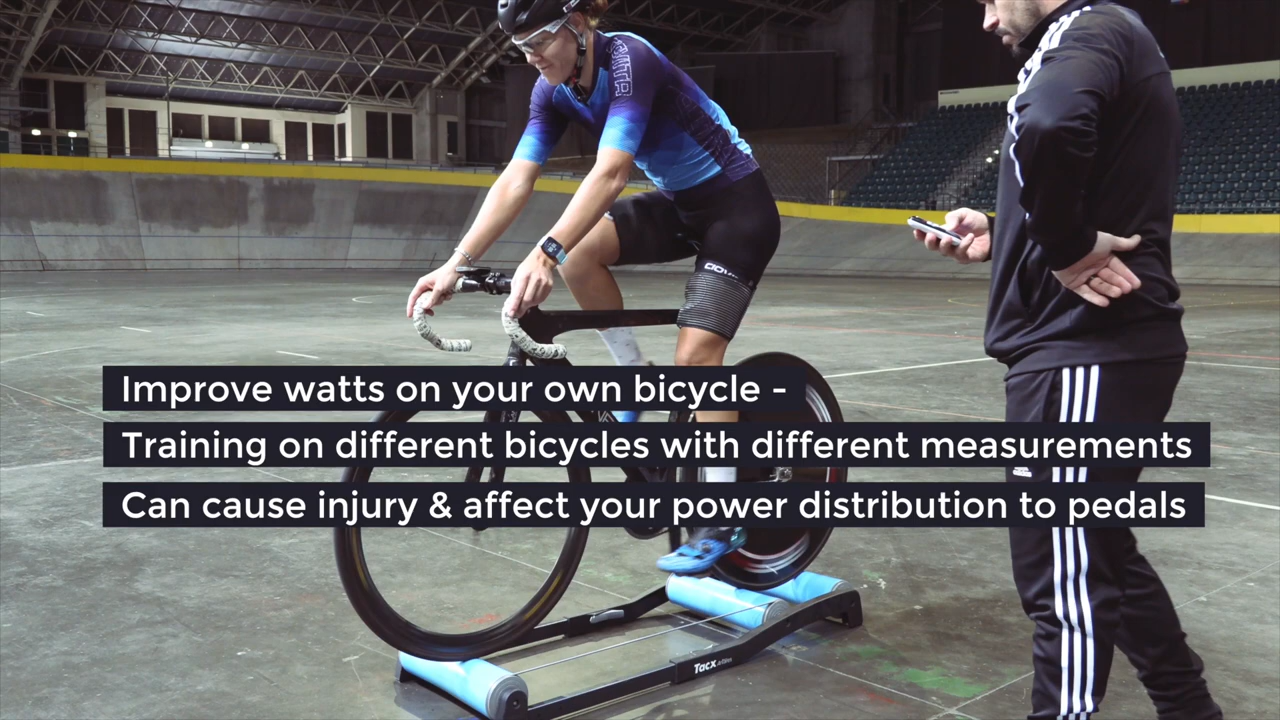 Improve watts on your own bicycle -
Training on different bicycles with different measurements
Can cause injury & affect your power distribution to pedals
Tacx